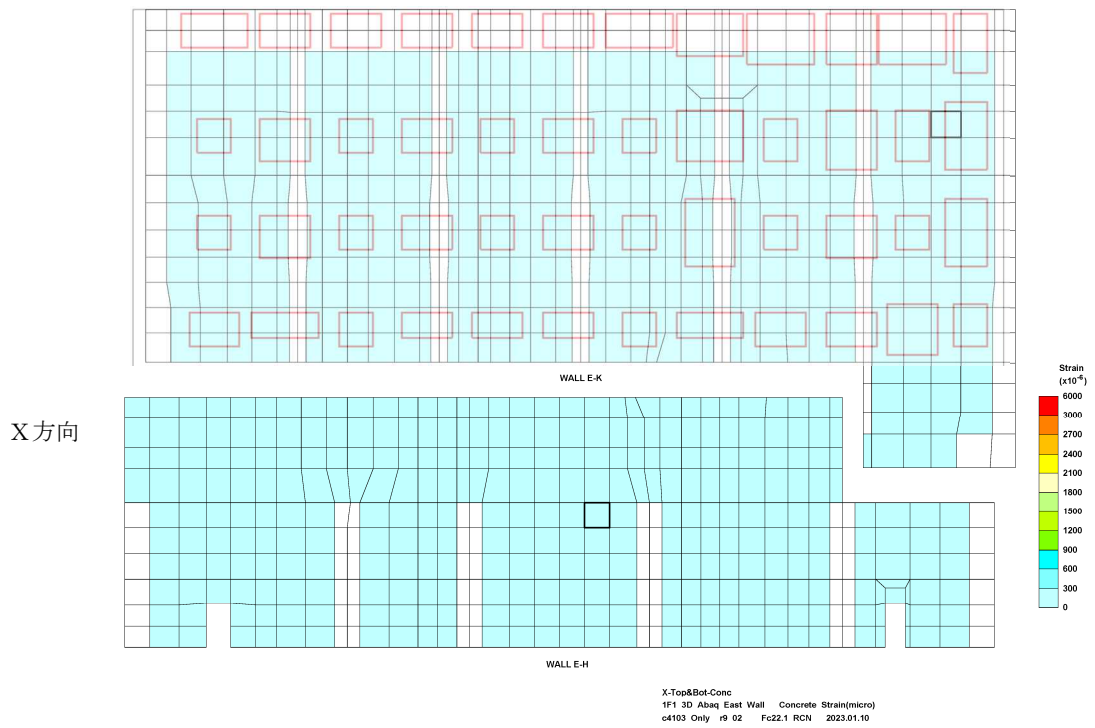 WALL E-K
Strain
(x10⁻⁶)
6000
3000
2700
2400
2100
1800
1500
1200
900
600
300
0
X方向
WALL E-H
X-Top&Bot-Conc
1F1 3D Abaq East Wall Concrete Strain(micro)
c4103 Only r9 02 Fc22.1 RCN 2023.01.10